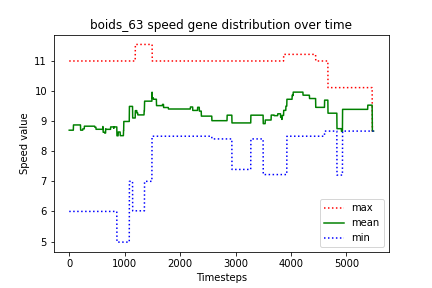 boids_63 speed gene distribution over time
Speed value
11
10
9
8
7
6
5
0
1000
2000
3000
4000
5000
Timesteps
max
mean
min